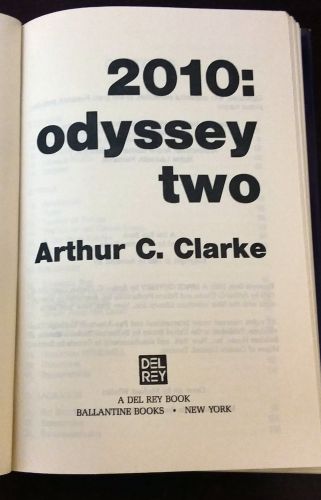 2010:
odyssey
two
Arthur C. Clarke
DEL
REY
A DEL REY BOOK
BALLANTINE BOOKS • NEW YORK